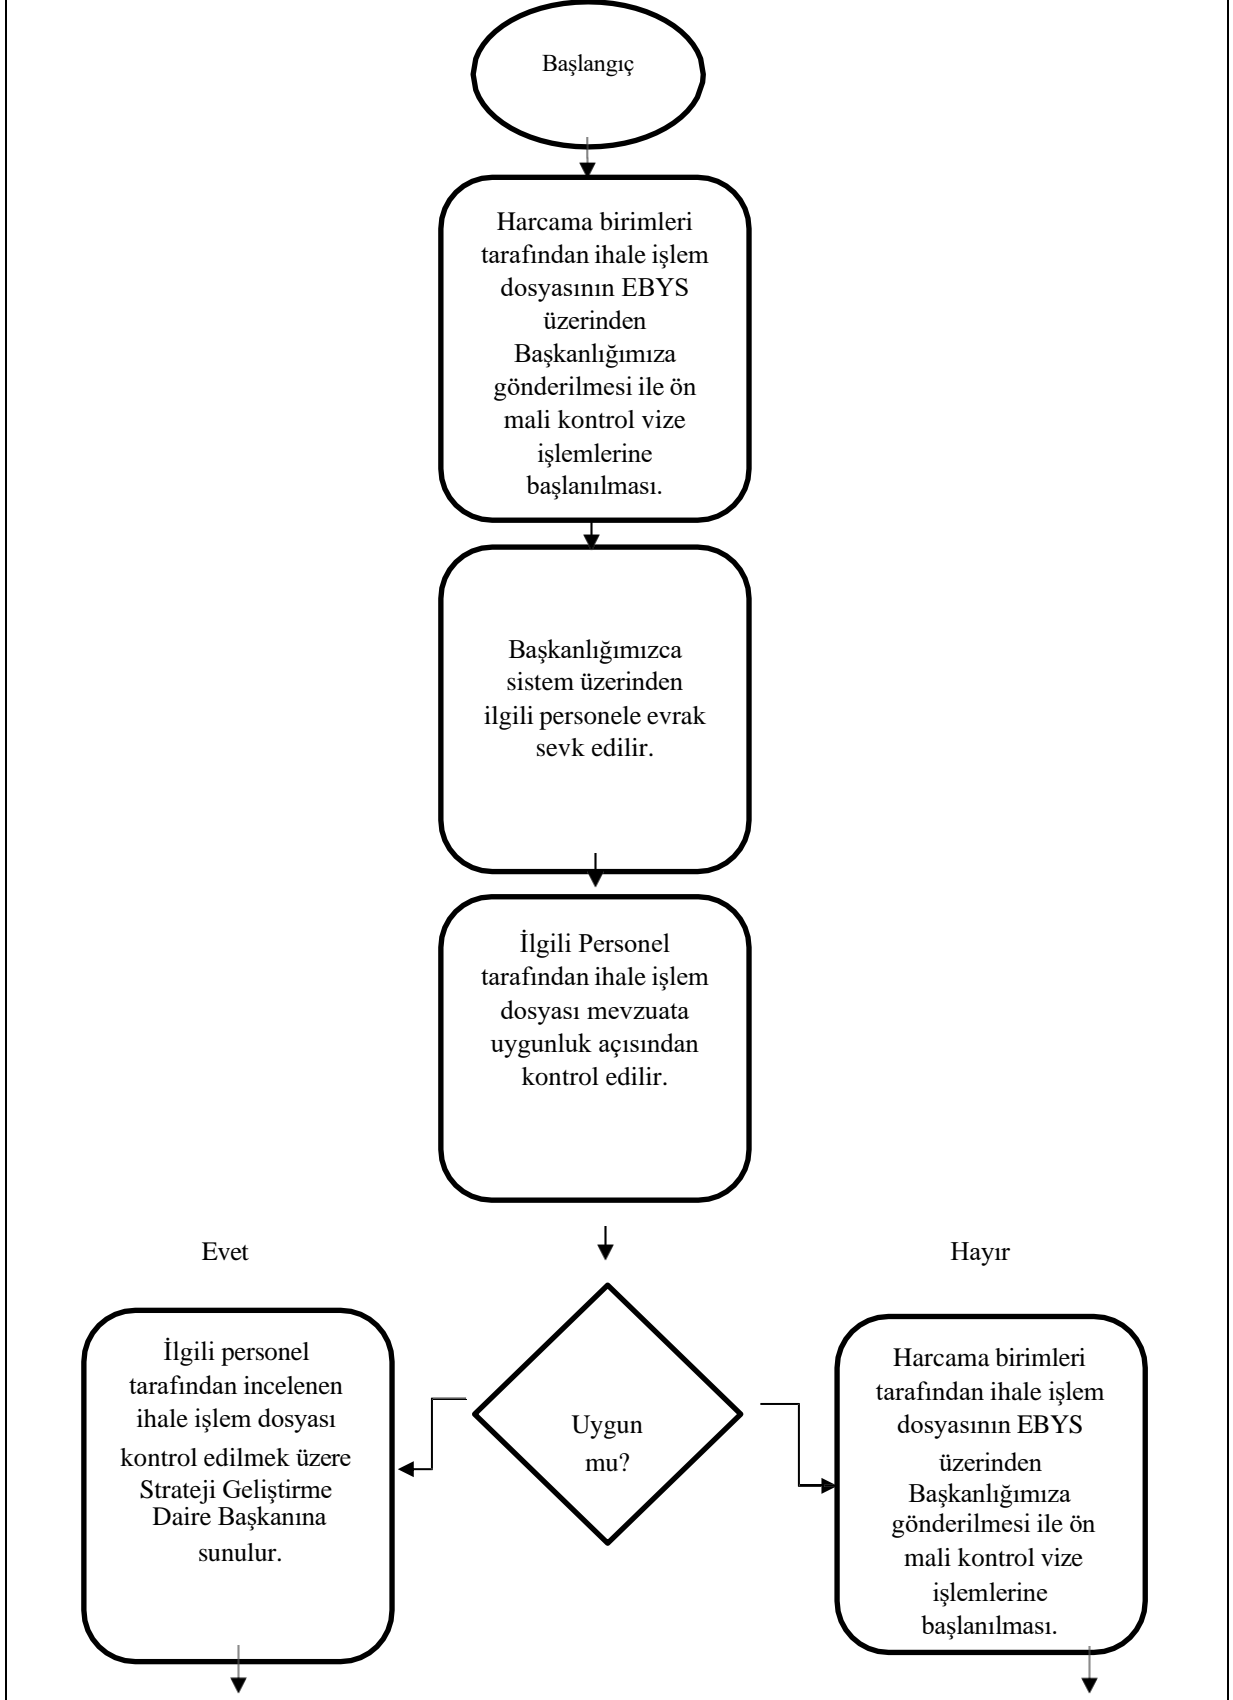 Başlangıç
Harcama birimleri
tarafından ihale işlem
dosyasının EBYS
üzerinden
Başkanlığımıza
gönderilmesi ile ön
mali kontrol vize
işlemlerine
başlanılması.
Başkanlığımızca
sistem üzerinden
ilgili personele evrak
sevk edilir.
İlgili Personel
tarafından ihale işlem
dosyası mevzuata
uygunluk açısından
kontrol edilir.
Evet
Hayır
İlgili personel
tarafından incelenen
ihale işlem dosyası
kontrol edilmek üzere
Strateji Geliştirme
Daire Başkanına
sunulur.
Uygun
mu?
Harcama birimleri
tarafından ihale işlem
dosyasının EBYS
üzerinden
Başkanlığımıza
gönderilmesi ile ön
mali kontrol vize
işlemlerine
başlanılması.